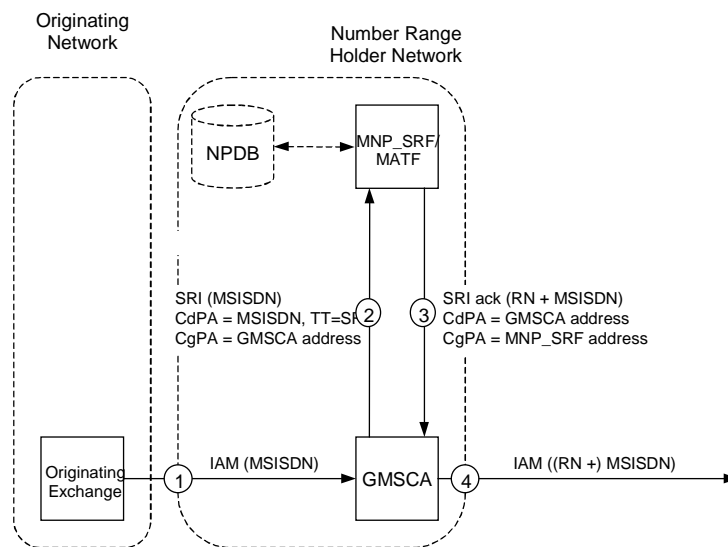 Originating
Network
Number Range
Holder Network
NPDB
MNP_SRF/
MATF
SRI (MSISDN)
CdPA = MSISDN, TT=
CgPA = GMSCA address
2
3
SRI ack (RN + MSISDN)
CdPA = GMSCA address
CgPA = MNP_SRF address
Originating
Exchange
1
IAM (MSISDN)
GMSCA
4
IAM ((RN +) MSISDN)